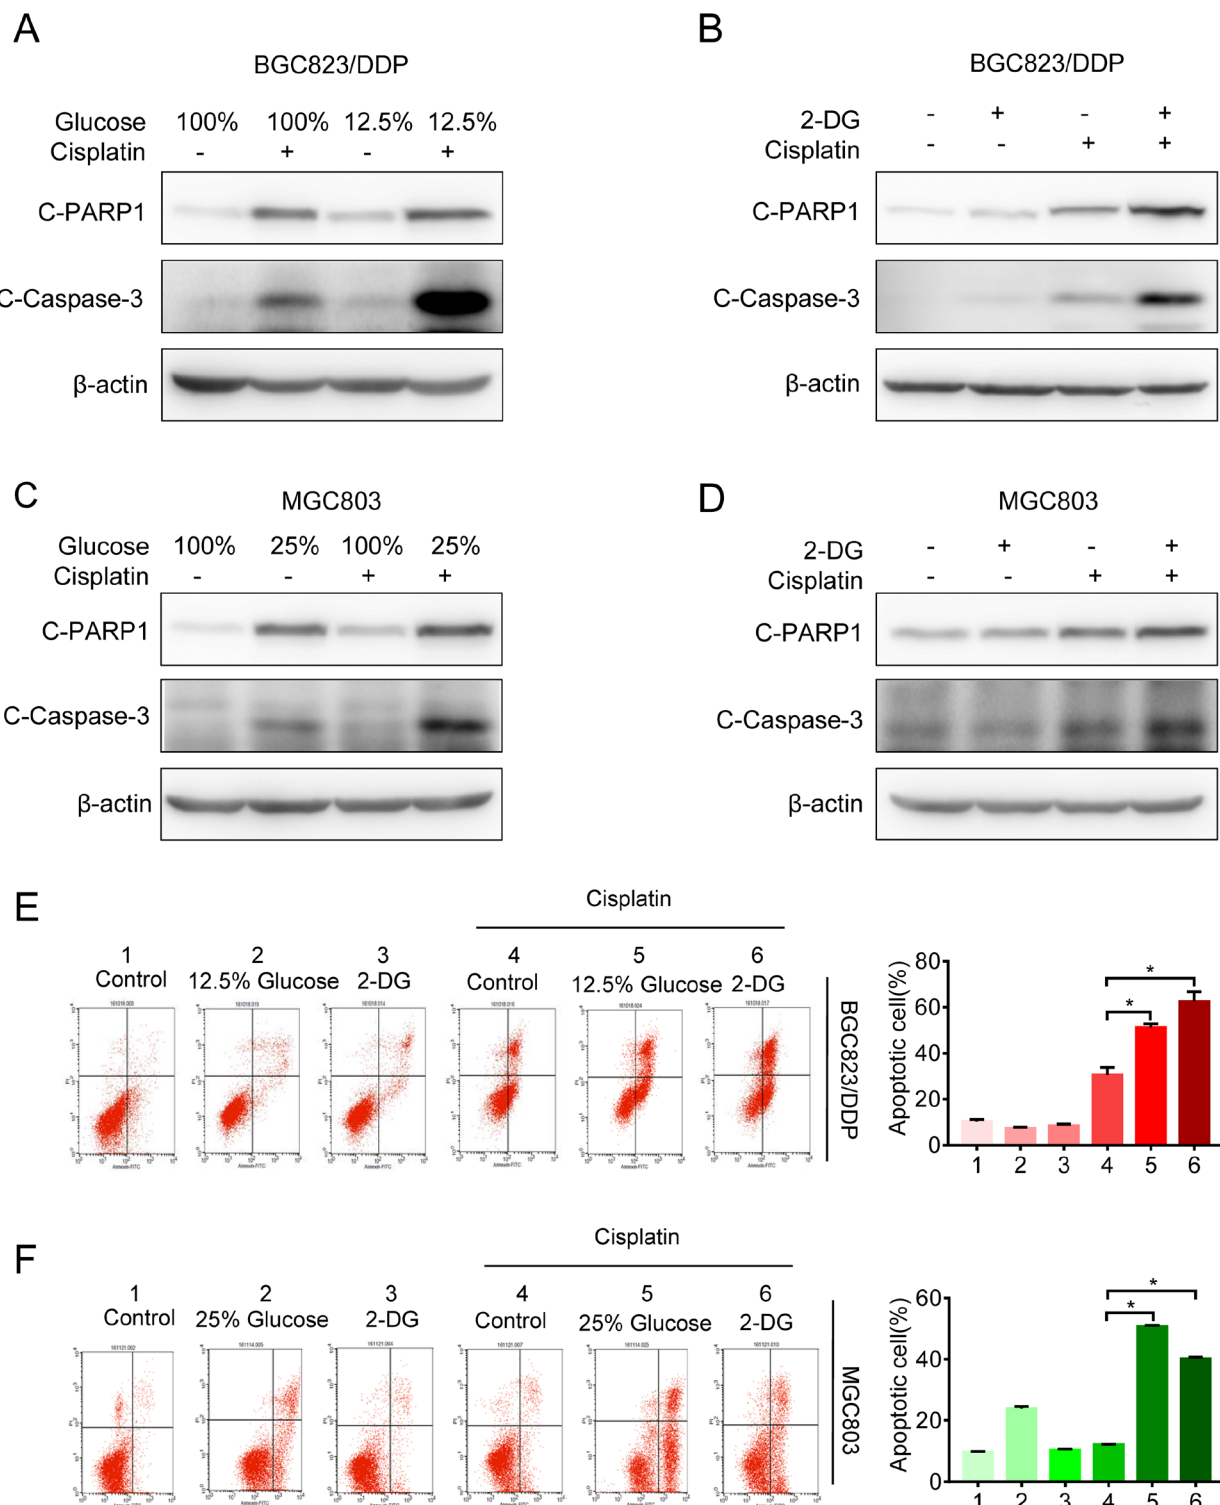 A
BGC823/DDP
Glucose 100% 100% 12.5% 12.5%
Cisplatin - + - +
C-PARP1
C-Caspase-3
β-actin
B
BGC823/DDP
2-DG - + - +
Cisplatin - - + +
C-PARP1
C-Caspase-3
β-actin
C
MGC803
Glucose 100% 25% 100% 25%
Cisplatin - - + +
C-PARP1
C-Caspase-3
β-actin
D
MGC803
2-DG - + - +
Cisplatin - - + +
C-PARP1
C-Caspase-3
β-actin
E
Cisplatin
1 2 3 4 5 6
Control 12.5% Glucose 2-DG Control 12.5% Glucose 2-DG
BGC823/DDP
Apoptotic cell(%)
80
60
40
20
0
* *
1 2 3 4 5 6
F
Cisplatin
1 2 3 4 5 6
Control 25% Glucose 2-DG Control 25% Glucose 2-DG
MGC803
Apoptotic cell(%)
60
40
20
0
* *
1 2 3 4 5 6